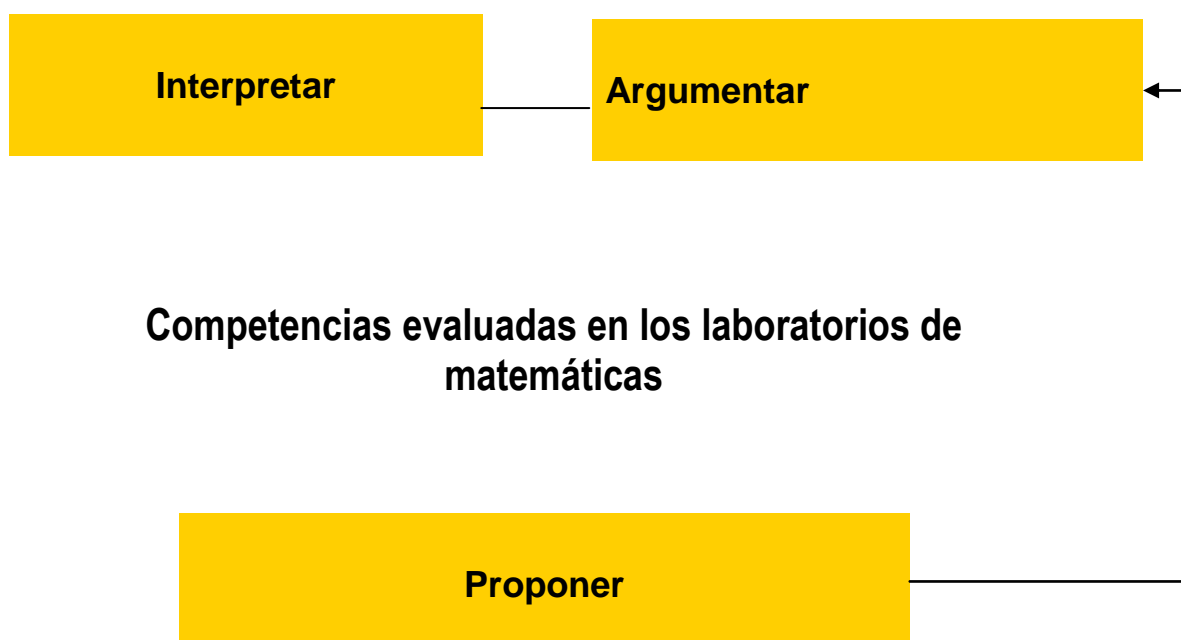 Interpretar
Argumentar
Competencias evaluadas en los laboratorios de
matemáticas
Proponer